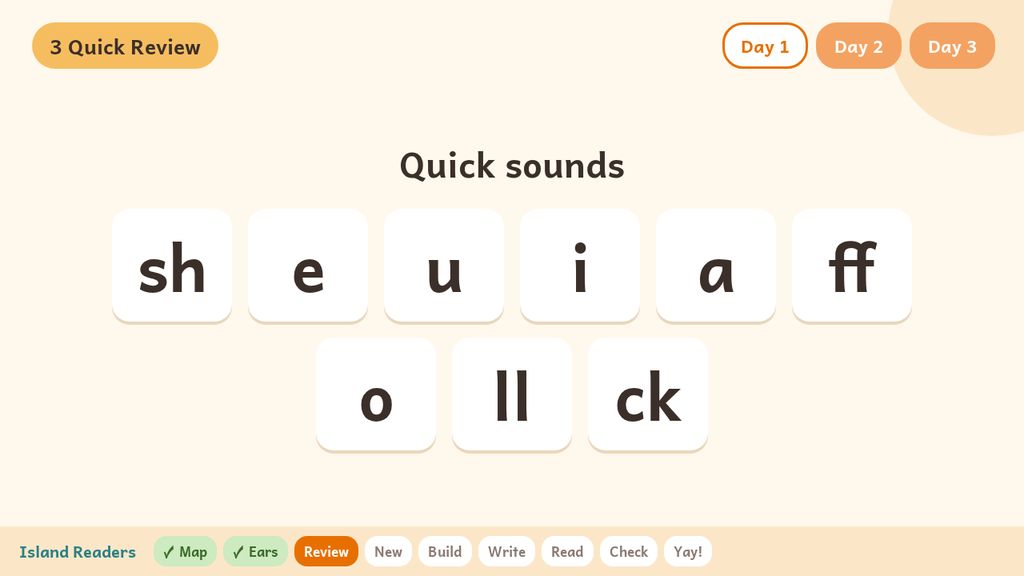 3 Quick Review
Day 1 Day 2 Day 3
Quick sounds
sh e u i a ff
o ll ck
Island Readers ✓ Map ✓ Ears Review New Build Write Read Check Yay!